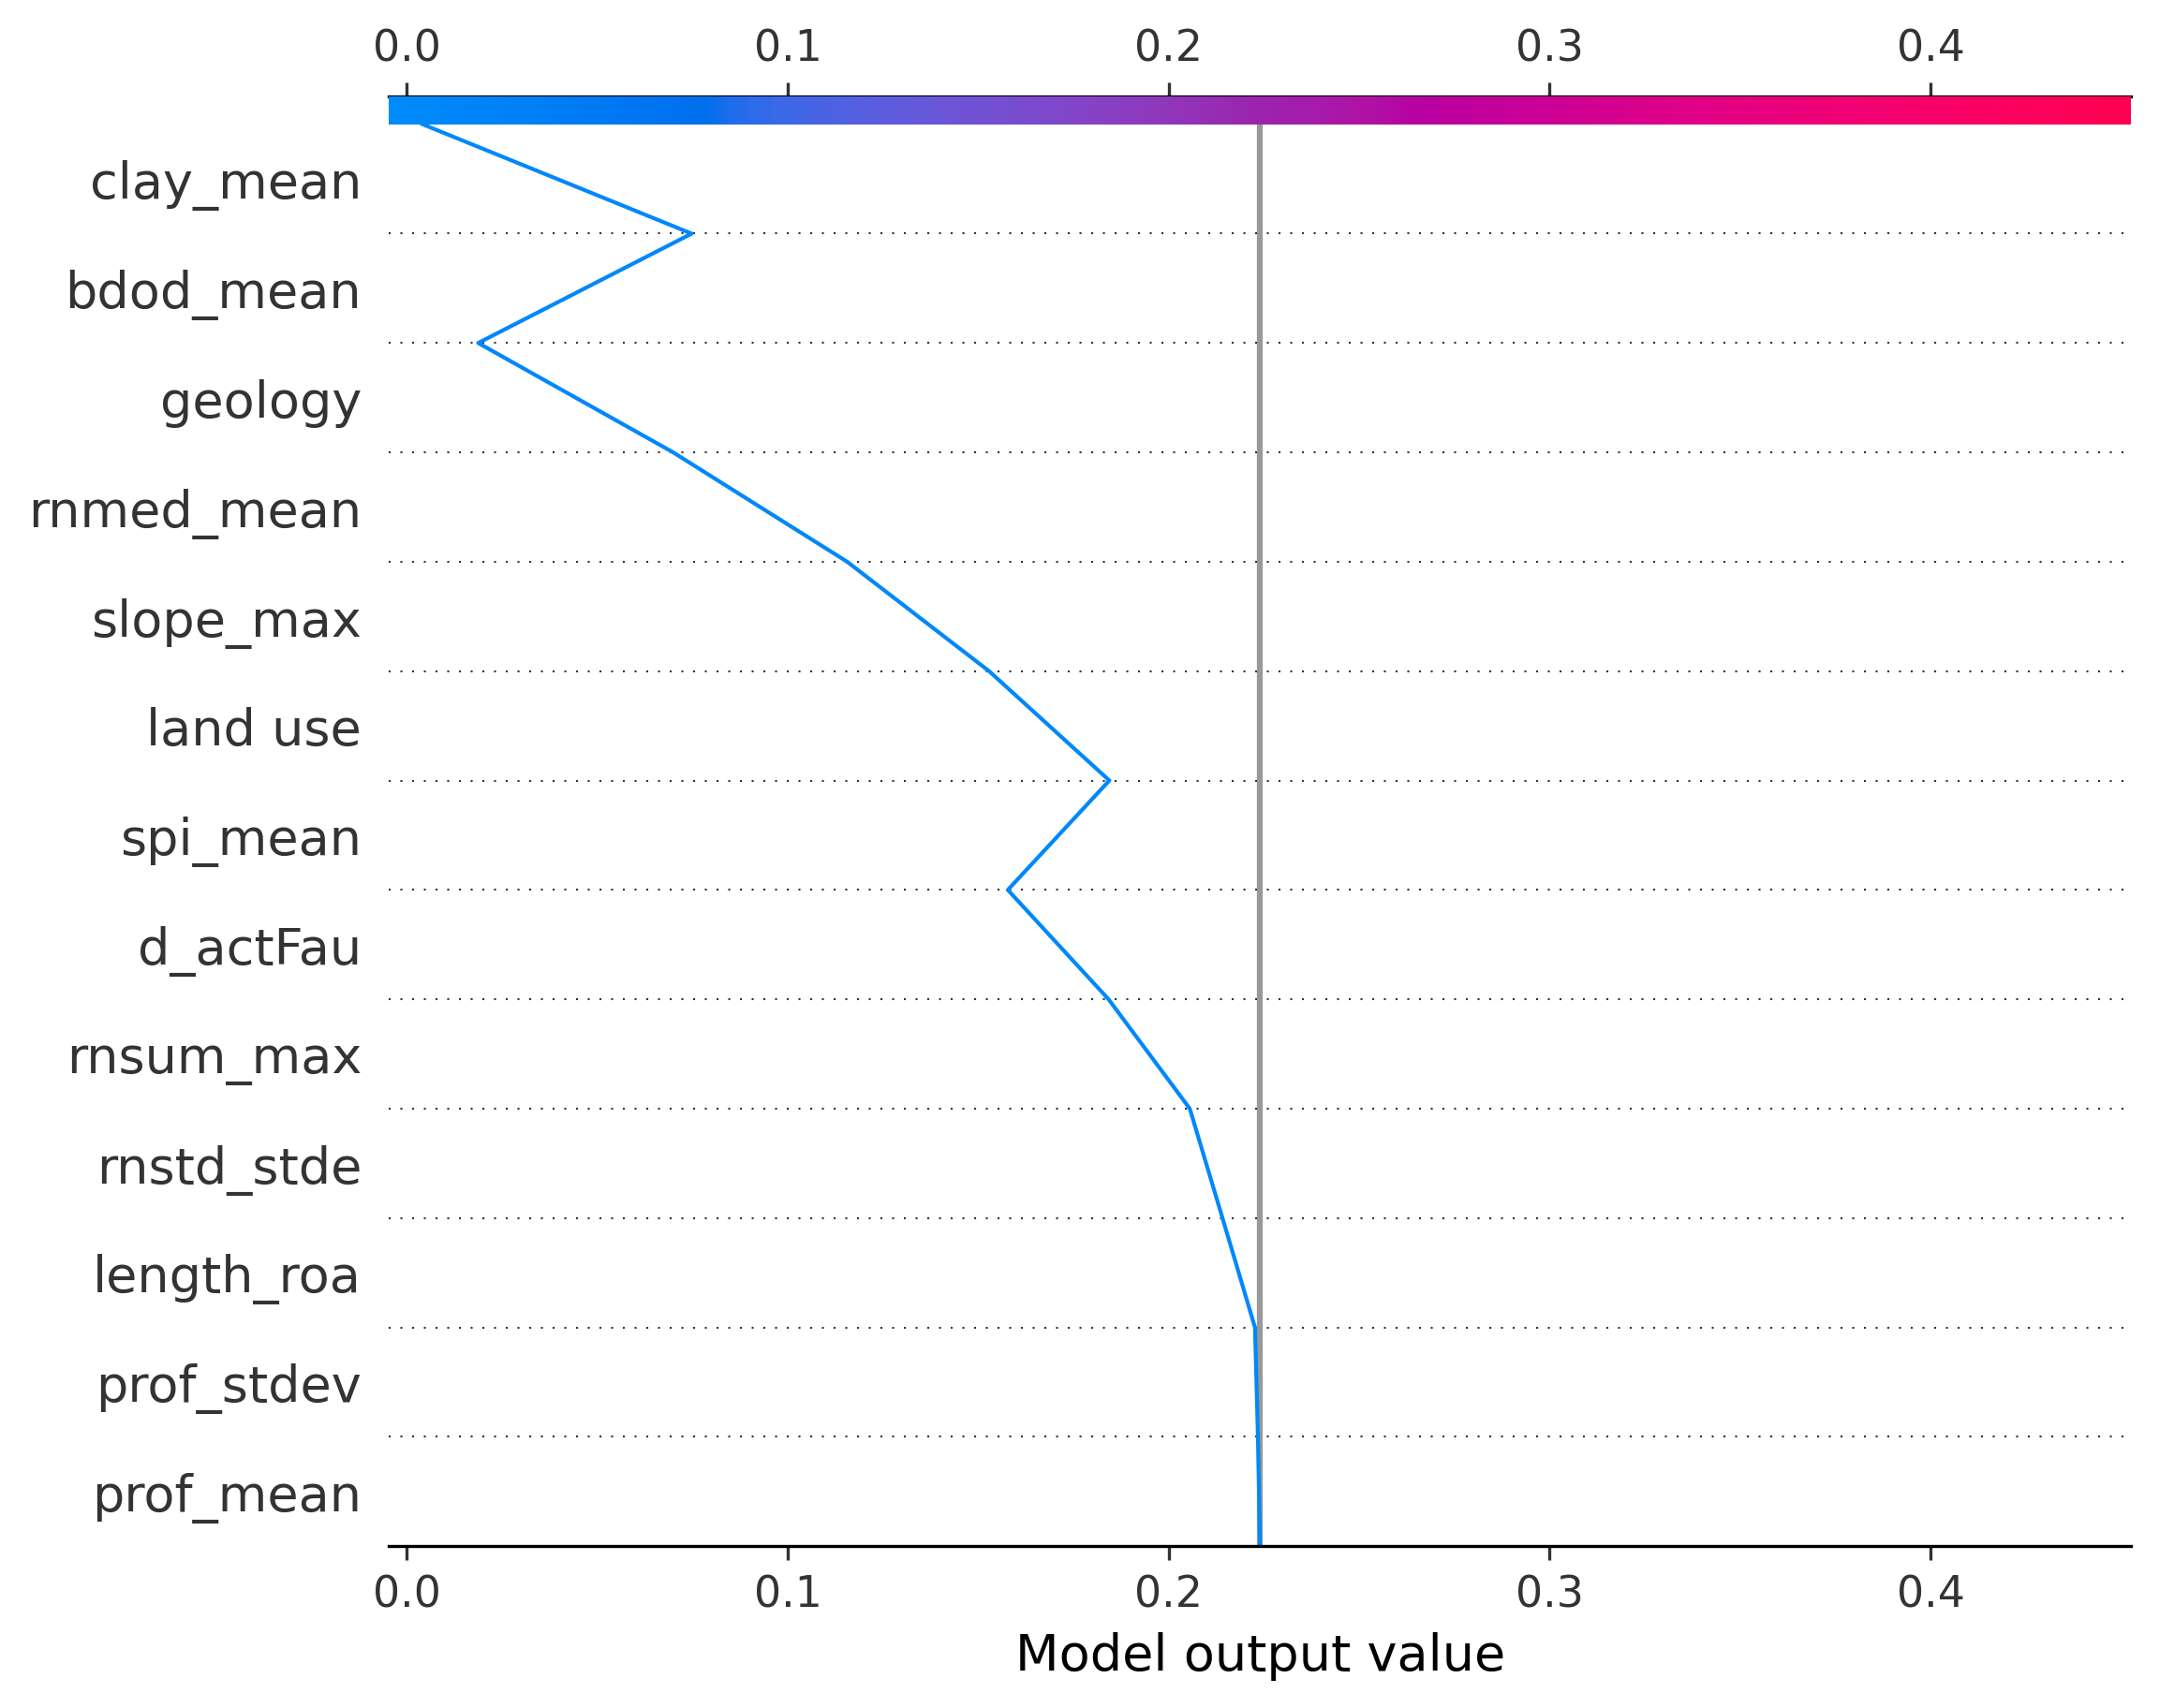 0.0 0.1 0.2 0.3 0.4
clay_mean
bdod_mean
geology
rnmed_mean
slope_max
land use
spi_mean
d_actFau
rnsum_max
rnstd_stde
length_roa
prof_stdev
prof_mean
0.0 0.1 0.2 0.3 0.4
Model output value